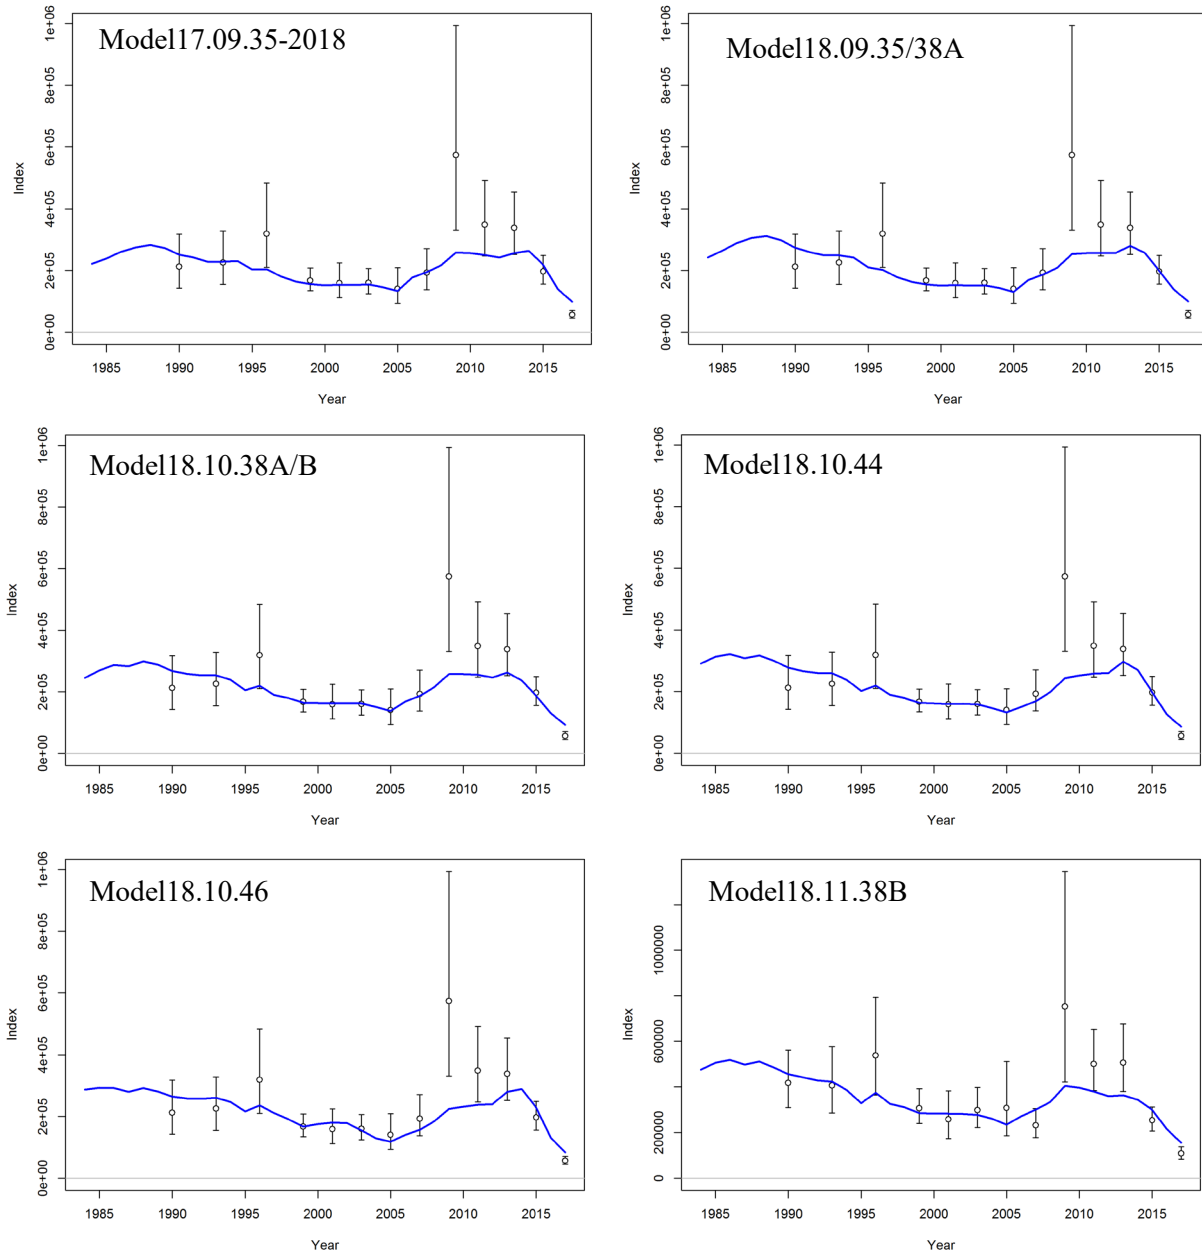 Model17.09.35-2018
Index
0e+00 2e+05 4e+05 6e+05 8e+05 1e+06
1985 1990 1995 2000 2005 2010 2015
Year
Model18.09.35/38A
Index
0e+00 2e+05 4e+05 6e+05 8e+05 1e+06
1985 1990 1995 2000 2005 2010 2015
Year
Model18.10.38A/B
Index
0e+00 2e+05 4e+05 6e+05 8e+05 1e+06
1985 1990 1995 2000 2005 2010 2015
Year
Model18.10.44
Index
0e+00 2e+05 4e+05 6e+05 8e+05 1e+06
1985 1990 1995 2000 2005 2010 2015
Year
Model18.10.46
Index
0e+00 2e+05 4e+05 6e+05 8e+05 1e+06
1985 1990 1995 2000 2005 2010 2015
Year
Model18.11.38B
Index
0 200000 600000 1000000
1985 1990 1995 2000 2005 2010 2015
Year